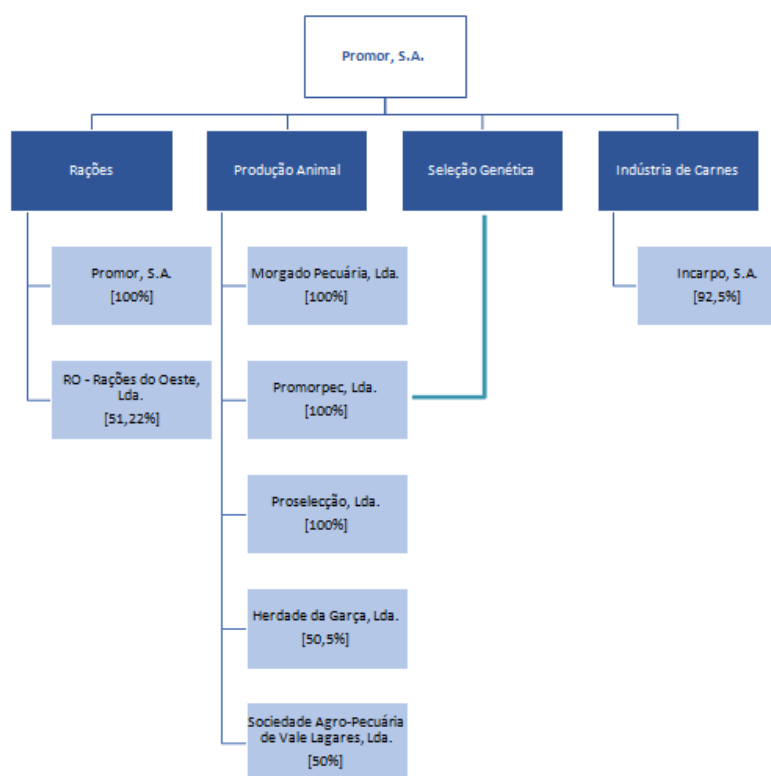 Promor, S.A.
Rações
Produção Animal
Seleção Genética
Indústria de Carnes
Promor, S.A.
[100%]
RO - Rações do Oeste,
Lda.
[51,22%]
Morgado Pecuária, Lda.
[100%]
Promorpec, Lda.
[100%]
Proselecção, Lda.
[100%]
Herdade da Garça, Lda.
[50,5%]
Sociedade Agro-Pecuária
de Vale Lagares, Lda.
[50%]
Incarpo, S.A.
[92,5%]